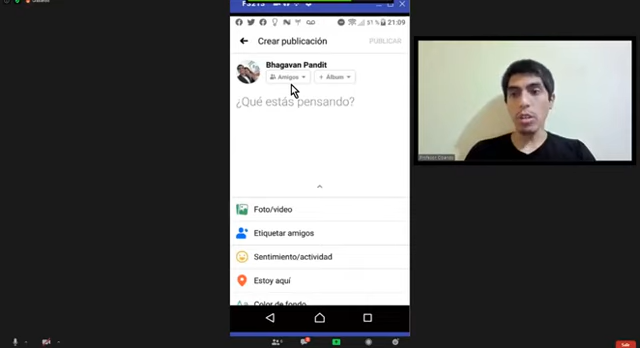 21:09
Crear publicación
PUBLICAR
Bhagavan Pandit
Amigos
+ Álbum
¿Qué estás pensando?
Foto/video
Etiquetar amigos
Sentimiento/actividad
Estoy aquí
Color de fondo